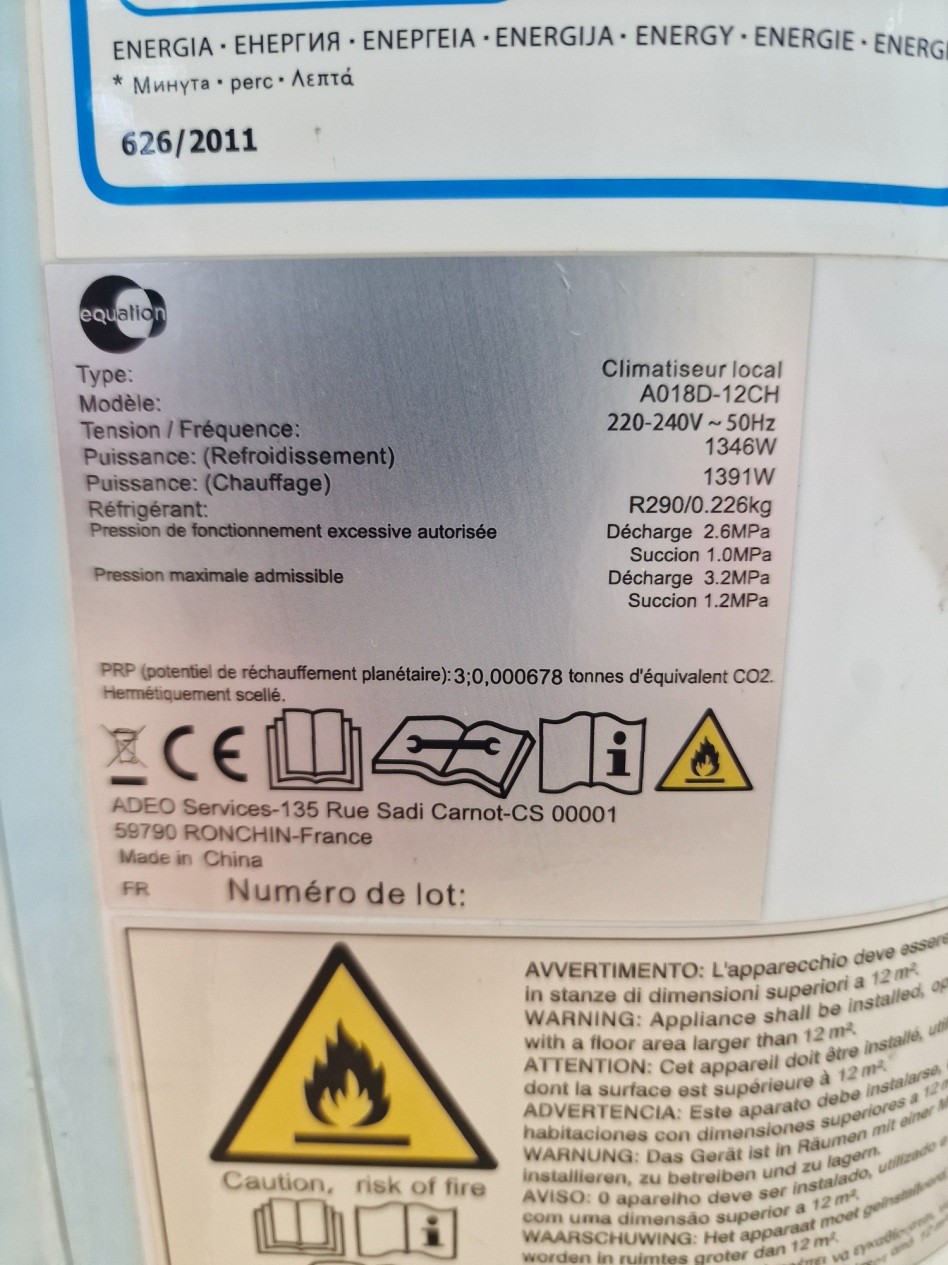 ENERGIA · ЕНЕРГИЯ · ΕΝΕΡΓΕΙΑ · ENERGIJA · ENERGY · ENERGIE · ENERGI
* Минута · perc · Λεπτά
626/2011
equation
Type: Climatiseur local
Modèle: A018D-12CH
Tension / Fréquence: 220-240V ~ 50Hz
Puissance: (Refroidissement) 1346W
Puissance: (Chauffage) 1391W
Réfrigérant: R290/0.226kg
Pression de fonctionnement excessive autorisée Décharge 2.6MPa
Succion 1.0MPa
Pression maximale admissible Décharge 3.2MPa
Succion 1.2MPa
PRP (potentiel de réchauffement planétaire): 3;0,000678 tonnes d'équivalent CO2.
Hermétiquement scellé.
CE
ADEO Services-135 Rue Sadi Carnot-CS 00001
59790 RONCHIN-France
Made in China
FR Numéro de lot:
AVVERTIMENTO: L'apparecchio deve essere
in stanze di dimensioni superiori a 12 m².
WARNING: Appliance shall be installed, op
with a floor area larger than 12 m².
ATTENTION: Cet appareil doit être installé, util
dont la surface est supérieure à 12 m².
ADVERTENCIA: Este aparato debe instalarse,
habitaciones con dimensiones superiores a 12 m
WARNUNG: Das Gerät ist in Räumen mit einer M
installieren, zu betreiben und zu lagern.
AVISO: O aparelho deve ser instalado, utilizado e
com uma dimensão superior a 12 m².
WAARSCHUWING: Het apparaat moet geïnstalleerd
worden in ruimtes groter dan 12 m².
Caution, risk of fire